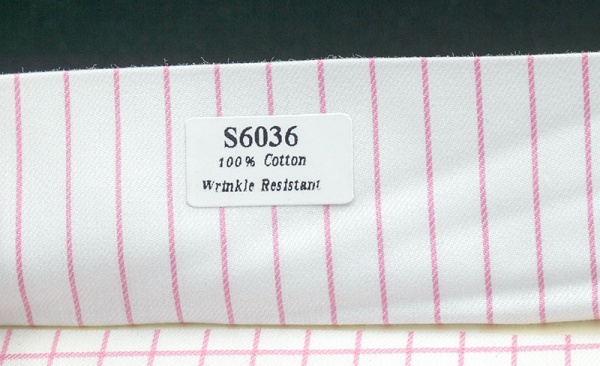 S6036
100% Cotton
Wrinkle Resistant